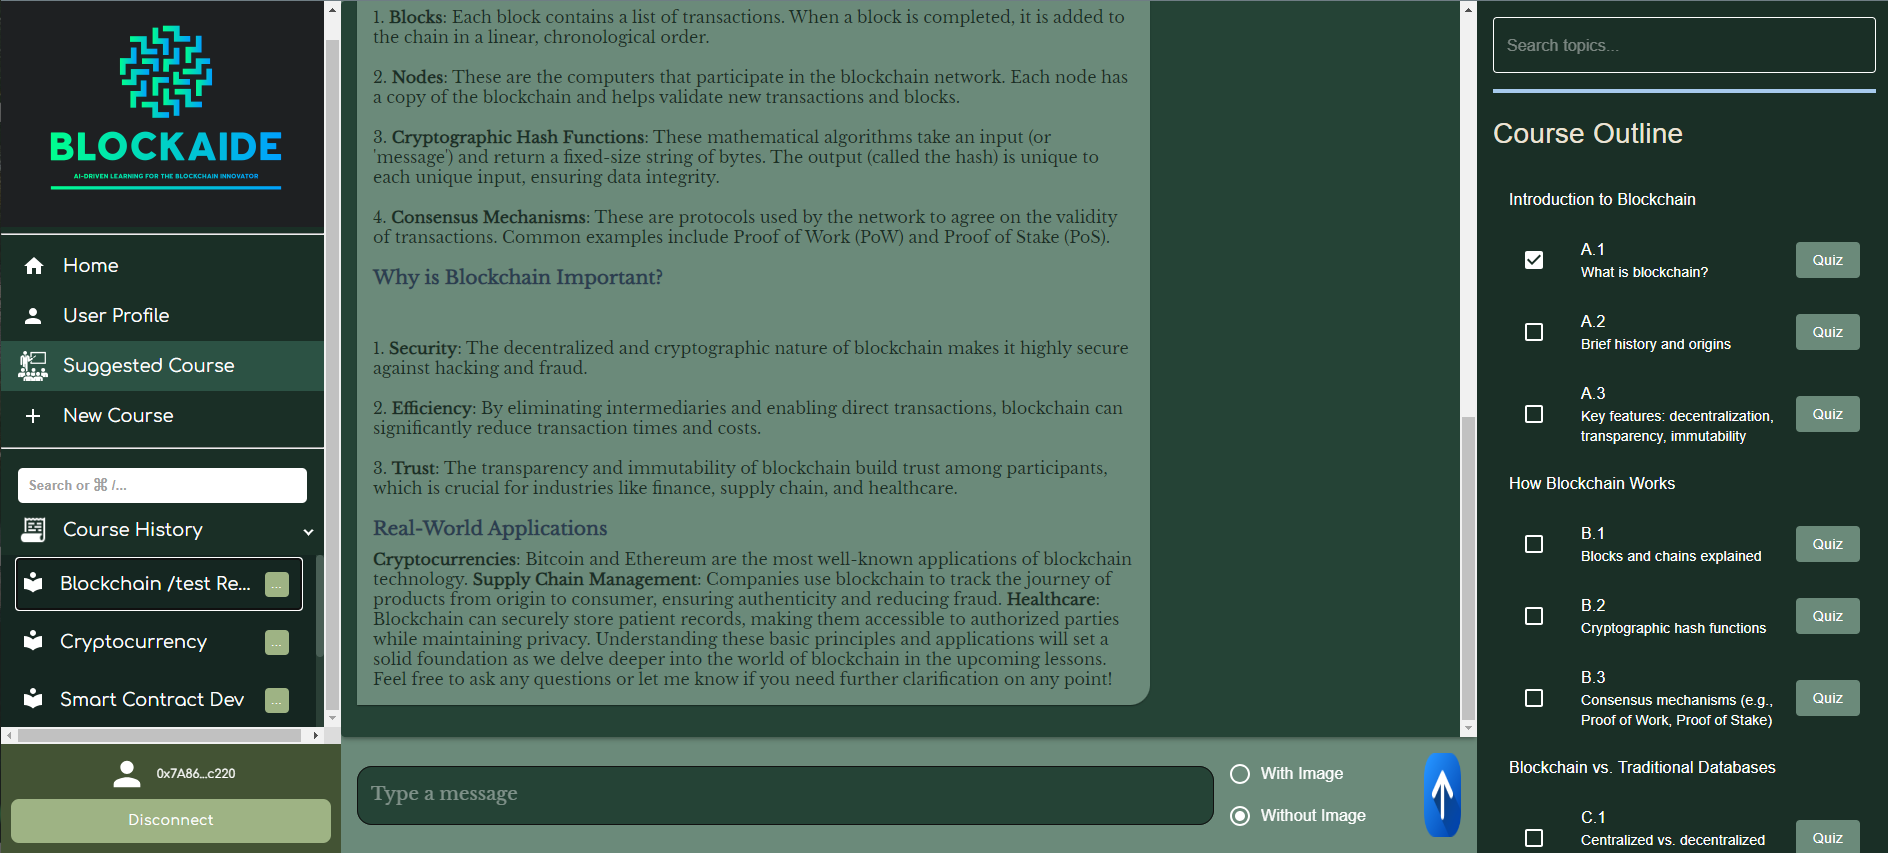 BLOCKAIDE
AI-DRIVEN LEARNING FOR THE BLOCKCHAIN INNOVATOR
Home
User Profile
Suggested Course
New Course
Search or ⌘ /...
Course History
Blockchain /test Re...
...
Cryptocurrency
...
Smart Contract Dev
...
0x7A86...c220
Disconnect
1. Blocks: Each block contains a list of transactions. When a block is completed, it is added to
the chain in a linear, chronological order.
2. Nodes: These are the computers that participate in the blockchain network. Each node has
a copy of the blockchain and helps validate new transactions and blocks.
3. Cryptographic Hash Functions: These mathematical algorithms take an input (or
'message') and return a fixed-size string of bytes. The output (called the hash) is unique to
each unique input, ensuring data integrity.
4. Consensus Mechanisms: These are protocols used by the network to agree on the validity
of transactions. Common examples include Proof of Work (PoW) and Proof of Stake (PoS).
Why is Blockchain Important?
1. Security: The decentralized and cryptographic nature of blockchain makes it highly secure
against hacking and fraud.
2. Efficiency: By eliminating intermediaries and enabling direct transactions, blockchain can
significantly reduce transaction times and costs.
3. Trust: The transparency and immutability of blockchain build trust among participants,
which is crucial for industries like finance, supply chain, and healthcare.
Real-World Applications
Cryptocurrencies: Bitcoin and Ethereum are the most well-known applications of blockchain
technology. Supply Chain Management: Companies use blockchain to track the journey of
products from origin to consumer, ensuring authenticity and reducing fraud. Healthcare:
Blockchain can securely store patient records, making them accessible to authorized parties
while maintaining privacy. Understanding these basic principles and applications will set a
solid foundation as we delve deeper into the world of blockchain in the upcoming lessons.
Feel free to ask any questions or let me know if you need further clarification on any point!
Type a message
With Image
Without Image
Search topics...
Course Outline
Introduction to Blockchain
A.1
What is blockchain?
Quiz
A.2
Brief history and origins
Quiz
A.3
Key features: decentralization,
transparency, immutability
Quiz
How Blockchain Works
B.1
Blocks and chains explained
Quiz
B.2
Cryptographic hash functions
Quiz
B.3
Consensus mechanisms (e.g.,
Proof of Work, Proof of Stake)
Quiz
Blockchain vs. Traditional Databases
C.1
Centralized vs. decentralized
Quiz